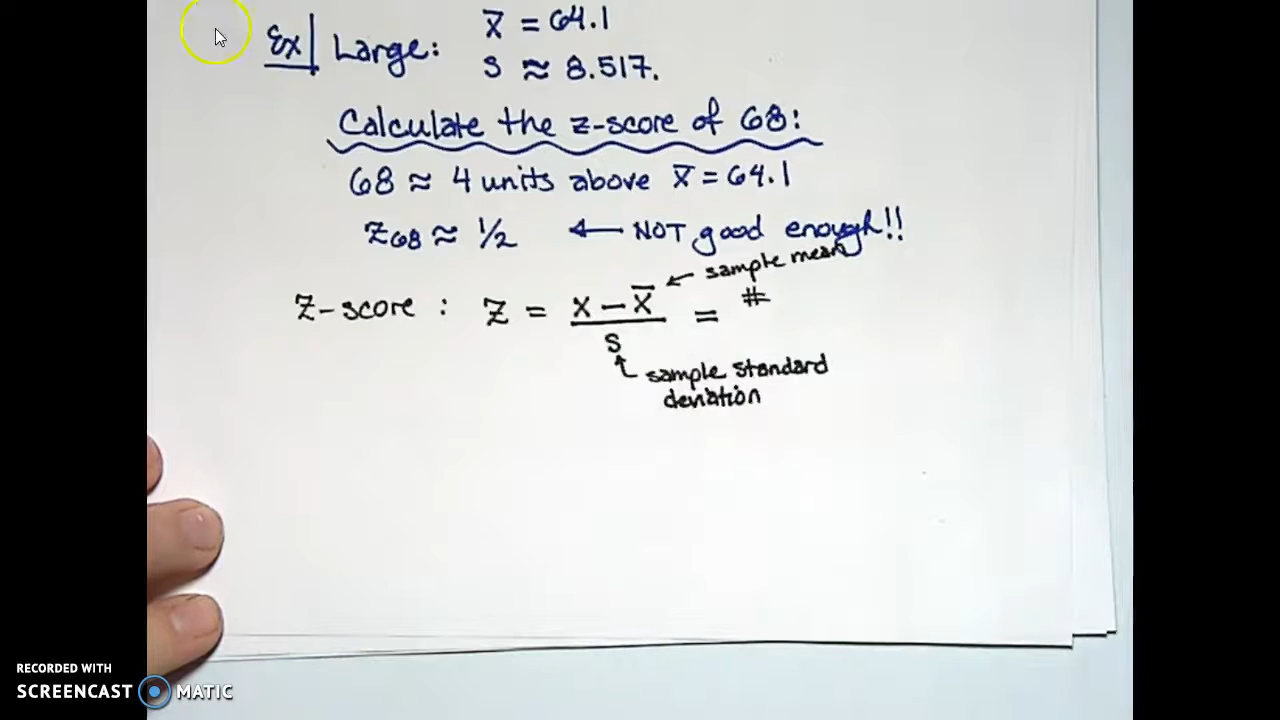 Ex| Large: x̄ = 64.1
s ≈ 8.517.
Calculate the z-score of 68:
68 ≈ 4 units above x̄ = 64.1
z68 ≈ 1/2 ← NOT good enough!!
sample mean
z-score : z = x - x̄ / s = #
sample standard
deviation
RECORDED WITH
SCREENCAST MATIC